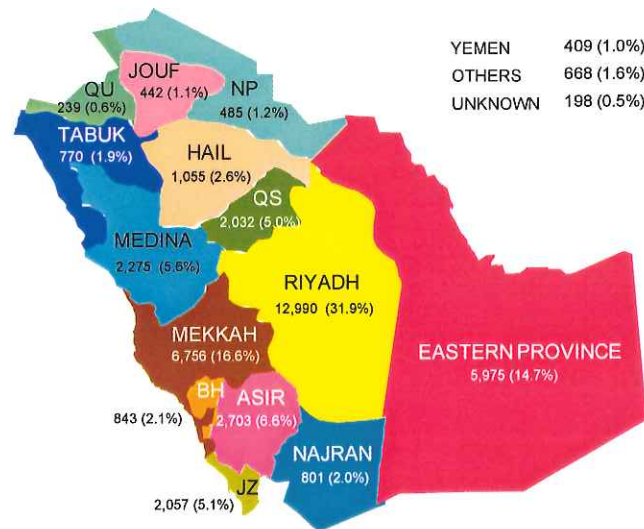 YEMEN 409 (1.0%)
OTHERS 668 (1.6%)
UNKNOWN 198 (0.5%)
JOUF
442 (1.1%)
QU
239 (0.6%)
NP
485 (1.2%)
TABUK
770 (1.9%)
HAIL
1,055 (2.6%)
QS
2,032 (5.0%)
MEDINA
2,275 (5.6%)
RIYADH
12,990 (31.9%)
MEKKAH
6,756 (16.6%)
EASTERN PROVINCE
5,975 (14.7%)
BH
843 (2.1%)
ASIR
2,703 (6.6%)
NAJRAN
801 (2.0%)
JZ
2,057 (5.1%)